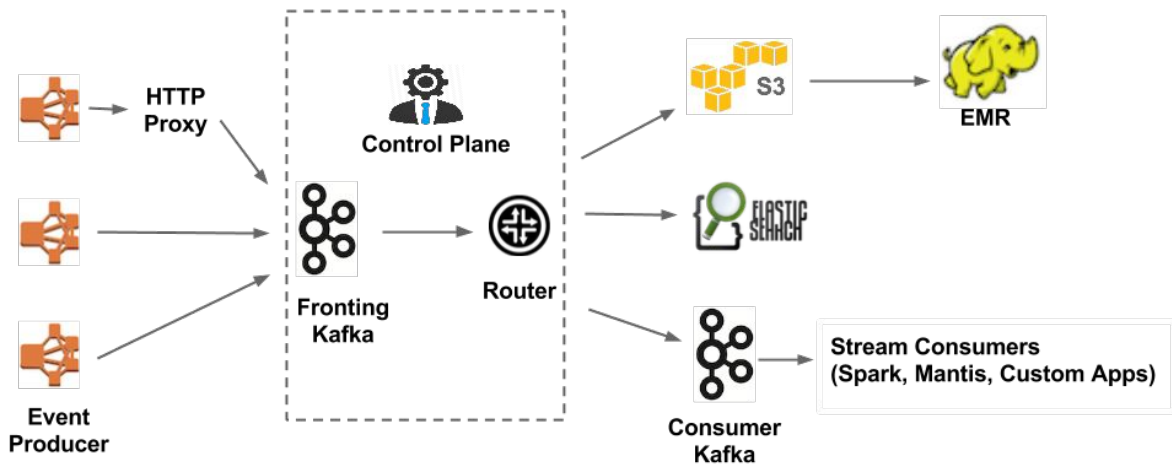 HTTP
Proxy
Control Plane
Fronting
Kafka
Router
Event
Producer
S3
EMR
ELASTIC
SEARCH
Consumer
Kafka
Stream Consumers
(Spark, Mantis, Custom Apps)